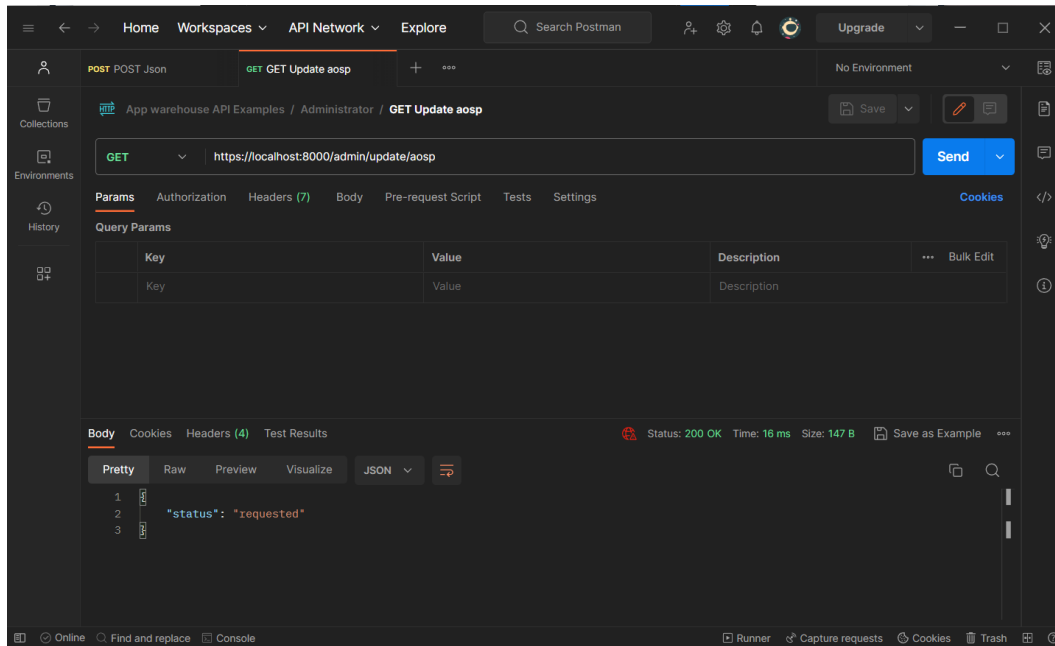 Home Workspaces API Network Explore Search Postman Upgrade
POST POST Json GET GET Update aosp No Environment
Collections
Environments
History
HTTP App warehouse API Examples / Administrator / GET Update aosp Save
GET https://localhost:8000/admin/update/aosp Send
Params Authorization Headers (7) Body Pre-request Script Tests Settings Cookies
Query Params
Key Value Description Bulk Edit
Key Value Description
Body Cookies Headers (4) Test Results Status: 200 OK Time: 16 ms Size: 147 B Save as Example
Pretty Raw Preview Visualize JSON
1 {
2 "status": "requested"
3 }
Online Find and replace Console Runner Capture requests Cookies Trash